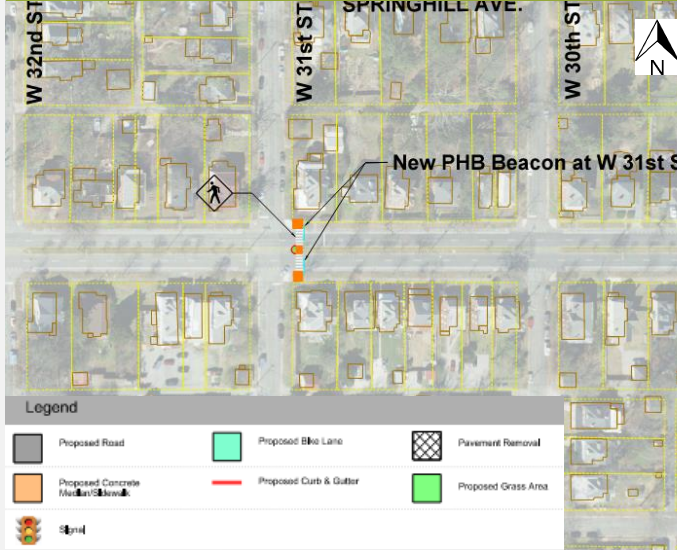 SPRINGHILL AVE.
W 32nd ST
W 31st ST
W 30th ST
N
New PHB Beacon at W 31st S
Legend
Proposed Road
Proposed Bike Lane
Pavement Removal
Proposed Concrete
Median/Sidewalk
Proposed Curb & Gutter
Proposed Grass Area
Signal